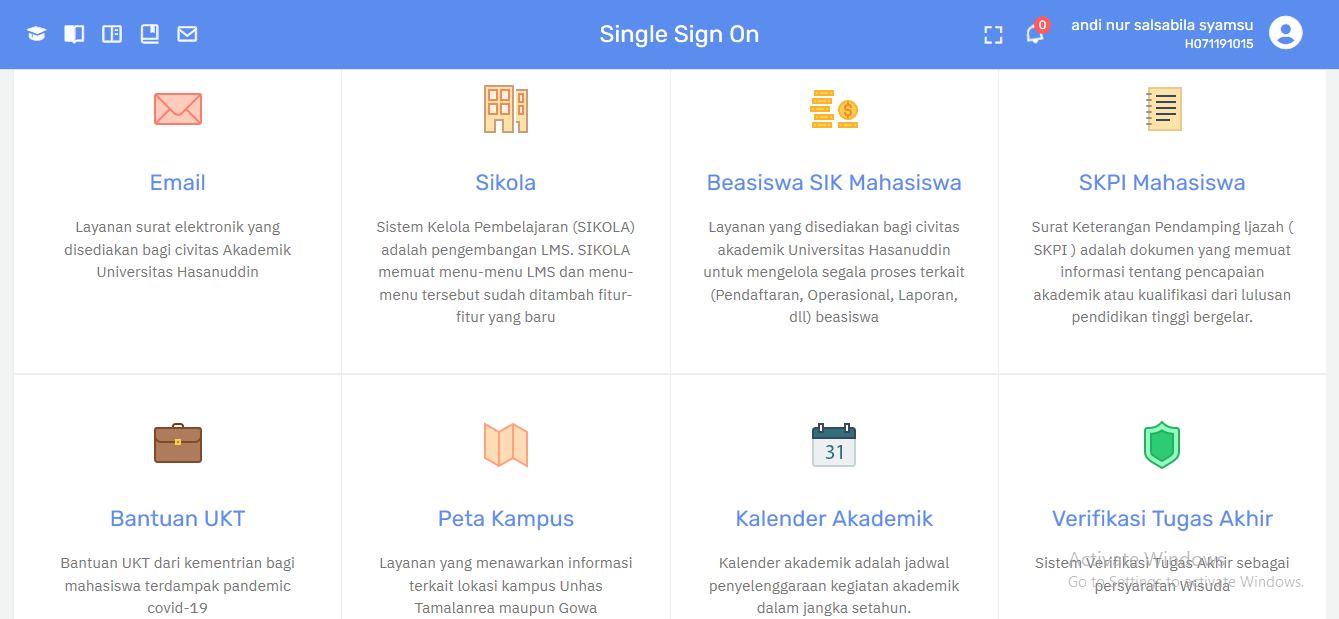 Single Sign On
0
andi nur salsabila syamsu
H071191015
Email
Layanan surat elektronik yang
disediakan bagi civitas Akademik
Universitas Hasanuddin
Sikola
Sistem Kelola Pembelajaran (SIKOLA)
adalah pengembangan LMS. SIKOLA
memuat menu-menu LMS dan menu-
menu tersebut sudah ditambah fitur-
fitur yang baru
Beasiswa SIK Mahasiswa
Layanan yang disediakan bagi civitas
akademik Universitas Hasanuddin
untuk mengelola segala proses terkait
(Pendaftaran, Operasional, Laporan,
dll) beasiswa
SKPI Mahasiswa
Surat Keterangan Pendamping Ijazah (
SKPI ) adalah dokumen yang memuat
informasi tentang pencapaian
akademik atau kualifikasi dari lulusan
pendidikan tinggi bergelar.
Bantuan UKT
Bantuan UKT dari kementrian bagi
mahasiswa terdampak pandemic
covid-19
Peta Kampus
Layanan yang menawarkan informasi
terkait lokasi kampus Unhas
Tamalanrea maupun Gowa
31
Kalender Akademik
Kalender akademik adalah jadwal
penyelenggaraan kegiatan akademik
dalam jangka setahun.
Verifikasi Tugas Akhir
Sistem Verifikasi Tugas Akhir sebagai
persyaratan Wisuda
Activate Windows
Go to Settings to activate Windows.